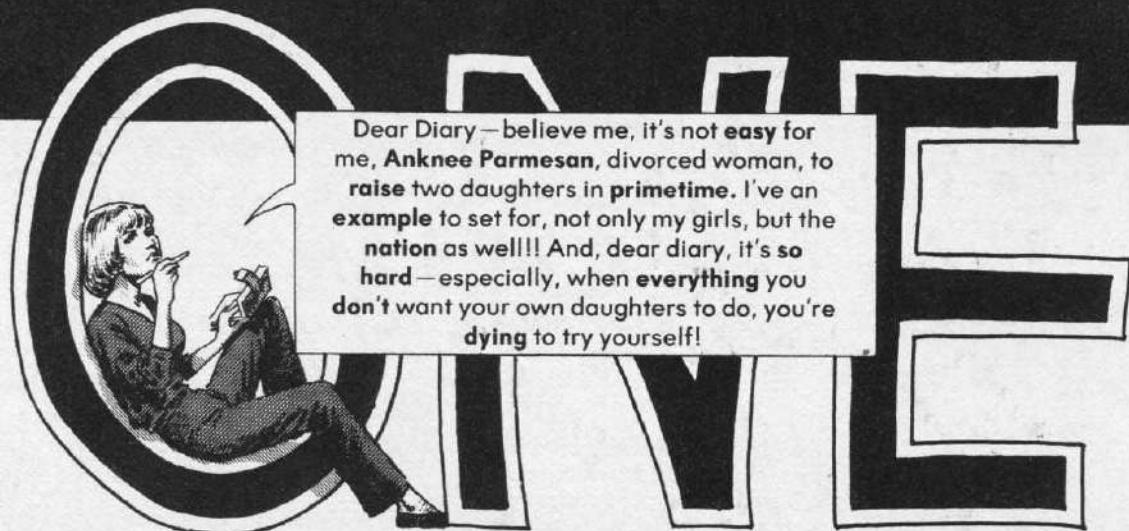 ONE
Dear Diary—believe me, it's not easy for
me, Anknee Parmesan, divorced woman, to
raise two daughters in primetime. I've an
example to set for, not only my girls, but the
nation as well!! And, dear diary, it's so
hard—especially, when everything you
don't want your own daughters to do, you're
dying to try yourself!